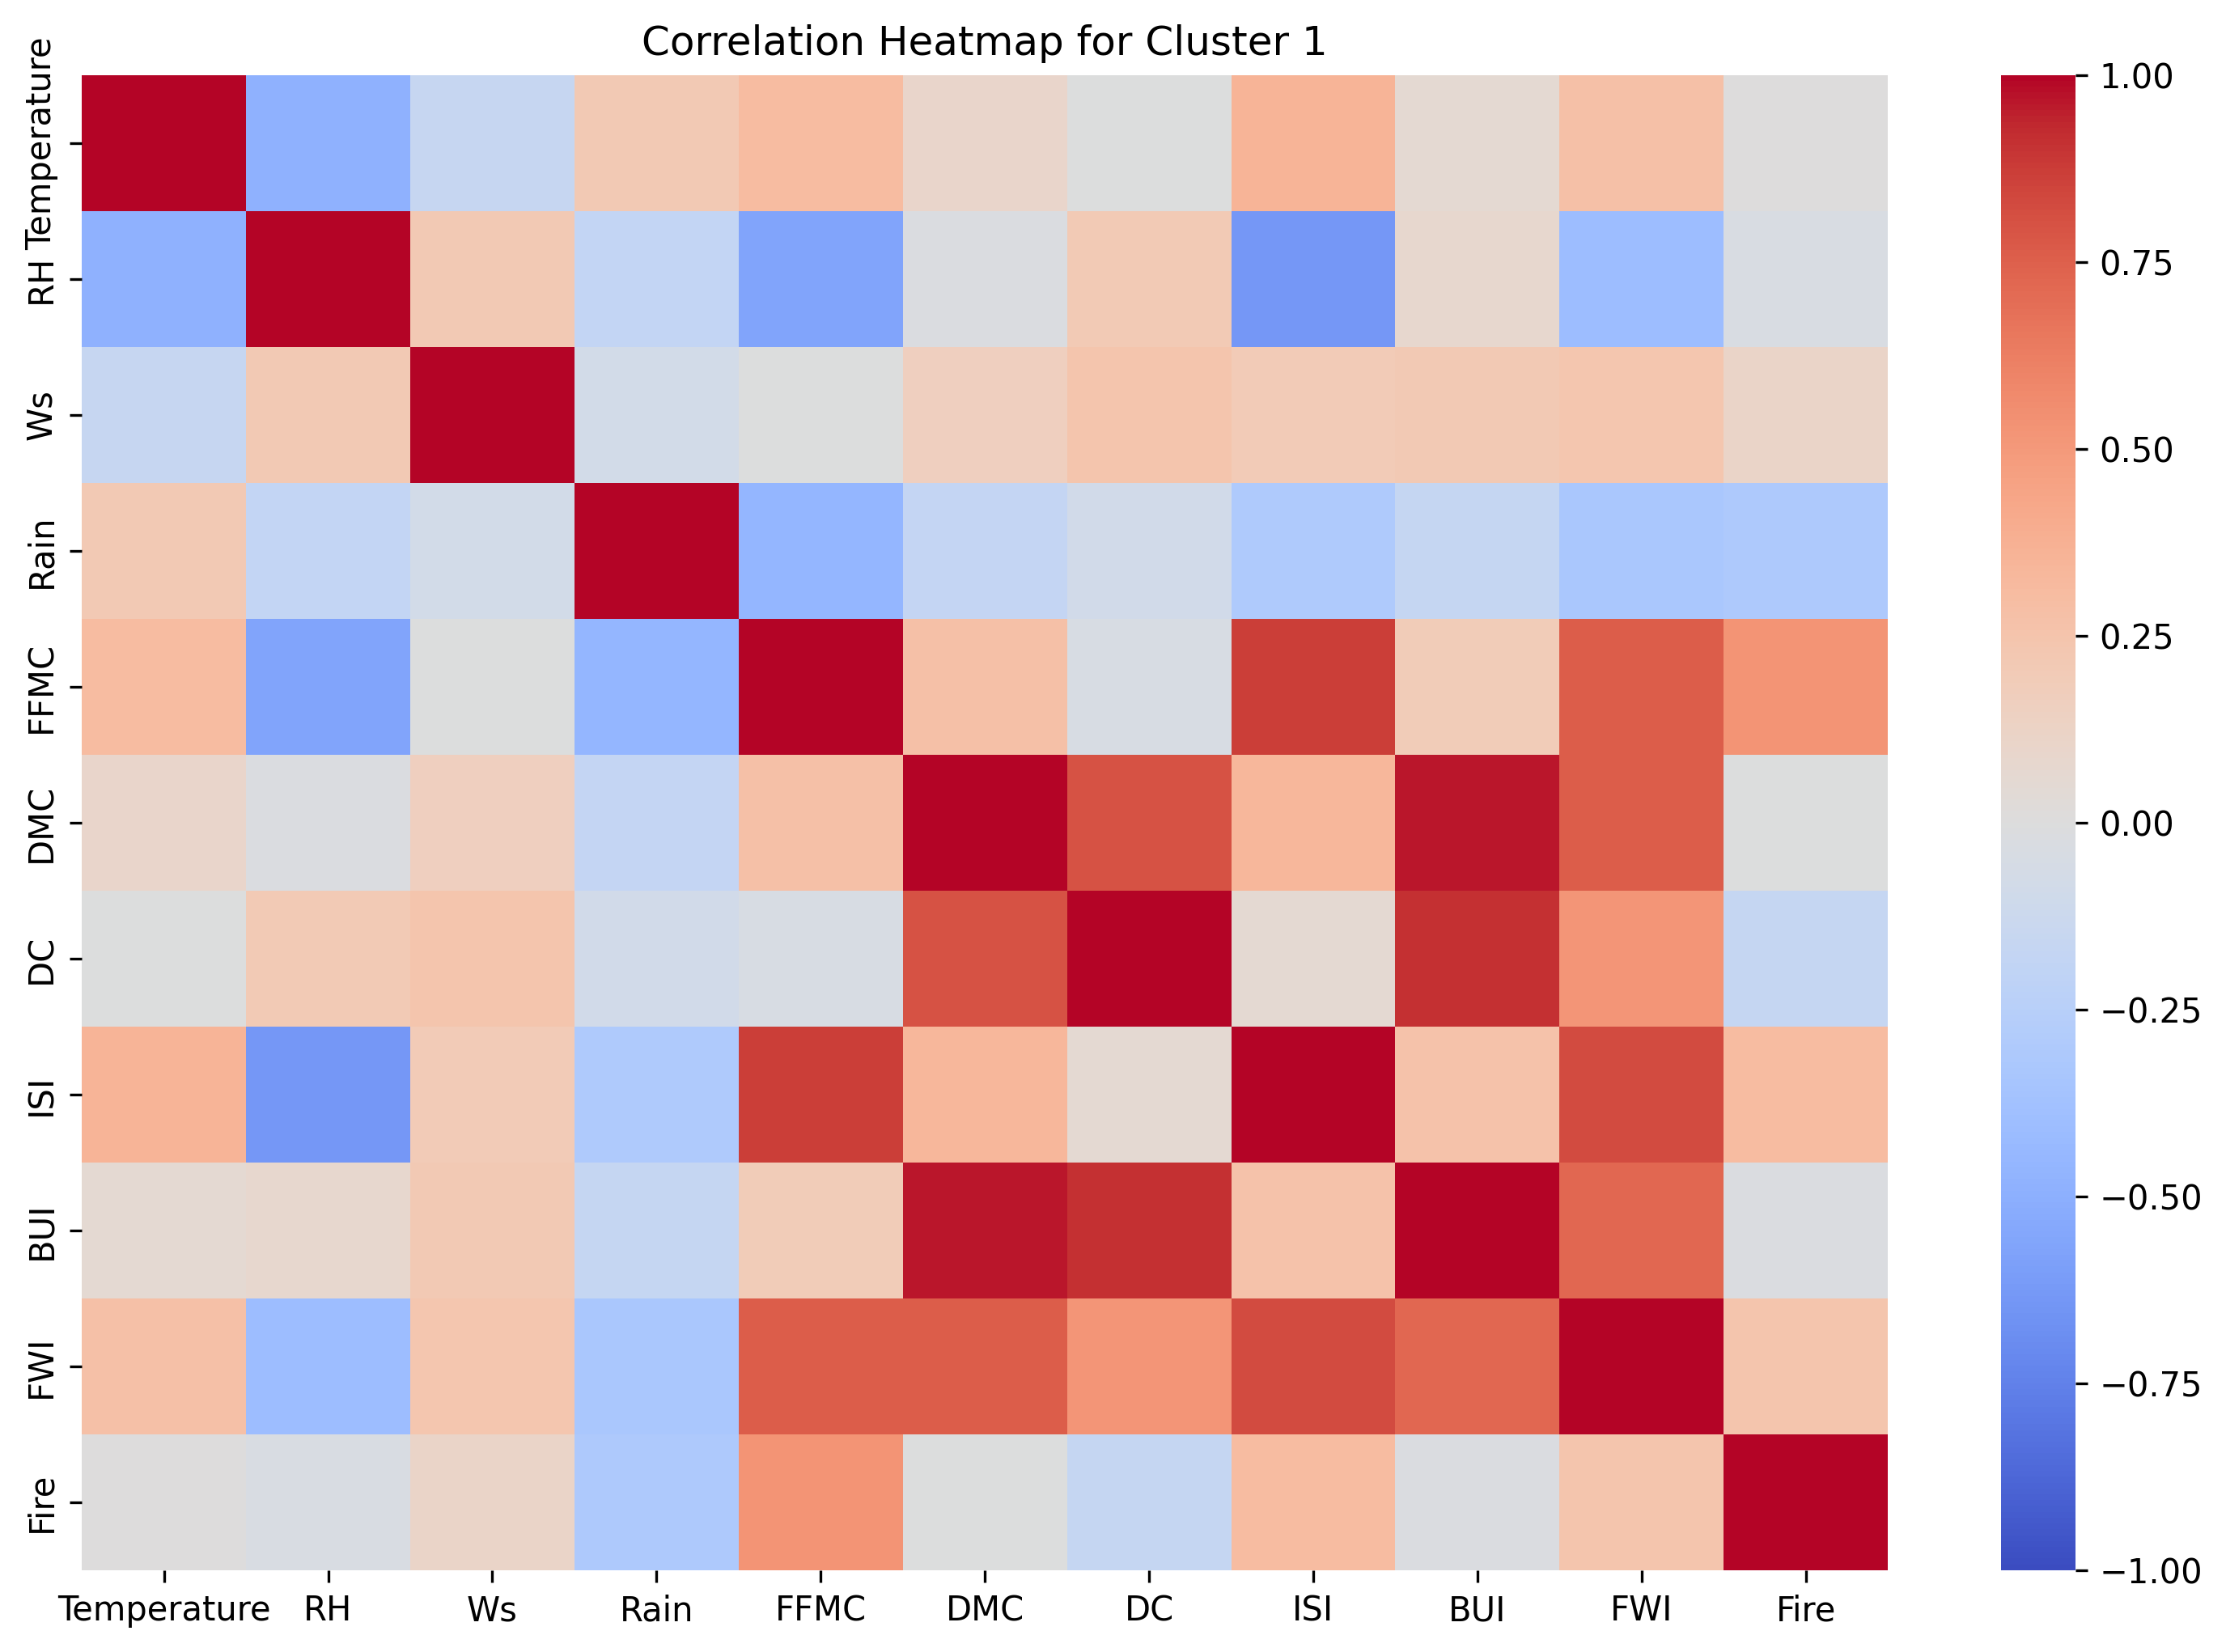 Correlation Heatmap for Cluster 1
Temperature
RH
Ws
Rain
FFMC
DMC
DC
ISI
BUI
FWI
Fire
Temperature RH Ws Rain FFMC DMC DC ISI BUI FWI Fire
1.00
0.75
0.50
0.25
0.00
−0.25
−0.50
−0.75
−1.00